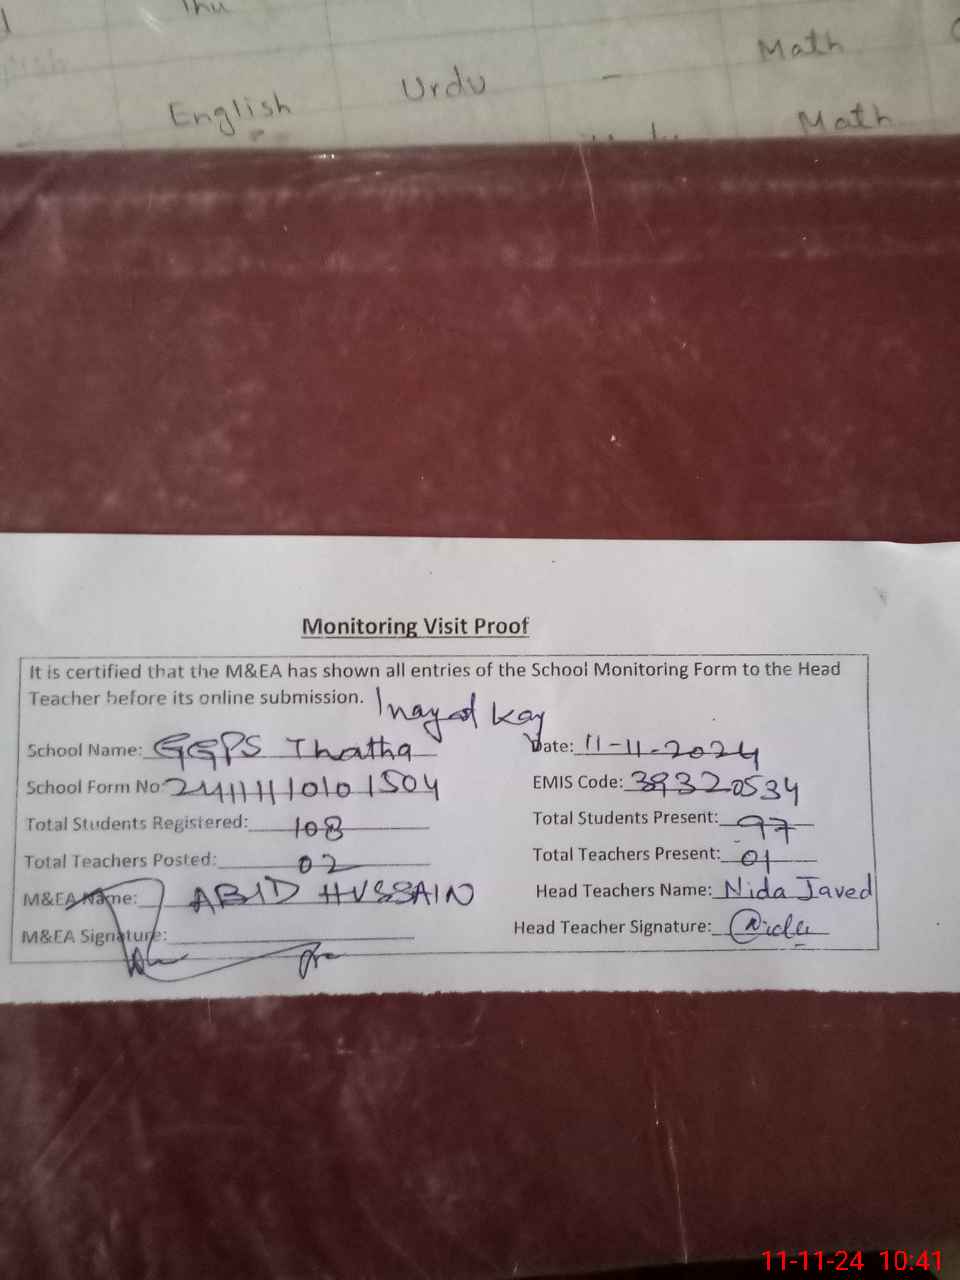 Thu
English Urdu - Math
Math
Monitoring Visit Proof
It is certified that the M&EA has shown all entries of the School Monitoring Form to the Head
Teacher before its online submission.
Inayat Kay
School Name: GGPS Thatha Date: 11-11-2024
School Form No: EMIS Code: 39320534
Total Students Registered: 108 Total Students Present: 97
Total Teachers Posted: 02 Total Teachers Present: 01
M&EA Name: ABID HUSSAIN Head Teachers Name: Nida Javed
M&EA Signature: Head Teacher Signature: Nida
11-11-24 10:41